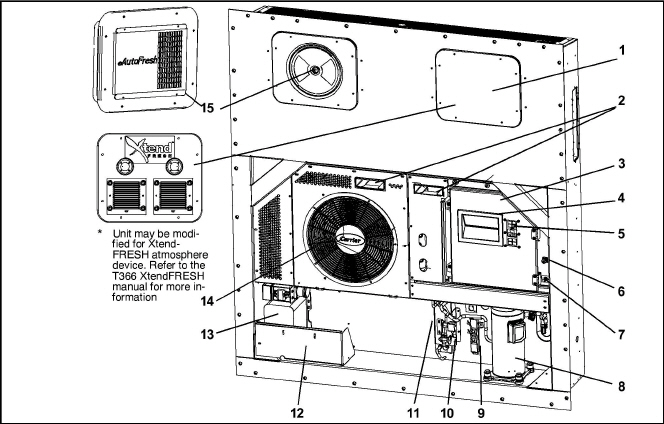 eAutoFresh
15
Xtend
FRESH
* Unit may be modi-
fied for Xtend-
FRESH atmosphere
device. Refer to the
T366 XtendFRESH
manual for more in-
formation
1
2
3
4
5
6
7
8
9
10
11
12
13
14
Carrier